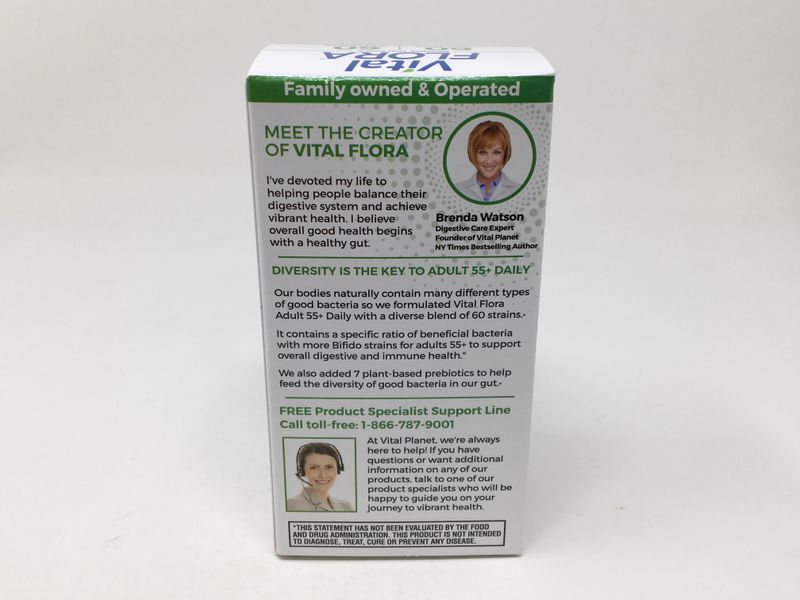 Vital
FLORA
Family owned & Operated
MEET THE CREATOR
OF VITAL FLORA
I've devoted my life to
helping people balance their
digestive system and achieve
vibrant health. I believe
overall good health begins
with a healthy gut.
Brenda Watson
Digestive Care Expert
Founder of Vital Planet
NY Times Bestselling Author
DIVERSITY IS THE KEY TO ADULT 55+ DAILY
Our bodies naturally contain many different types
of good bacteria so we formulated Vital Flora
Adult 55+ Daily with a diverse blend of 60 strains.*
It contains a specific ratio of beneficial bacteria
with more Bifido strains for adults 55+ to support
overall digestive and immune health.*
We also added 7 plant-based prebiotics to help
feed the diversity of good bacteria in our gut.*
FREE Product Specialist Support Line
Call toll-free: 1-866-787-9001
At Vital Planet, we're always
here to help! If you have
questions or want additional
information on any of our
products, talk to one of our
product specialists who will be
happy to guide you on your
journey to vibrant health.
*THIS STATEMENT HAS NOT BEEN EVALUATED BY THE FOOD
AND DRUG ADMINISTRATION. THIS PRODUCT IS NOT INTENDED
TO DIAGNOSE, TREAT, CURE OR PREVENT ANY DISEASE.